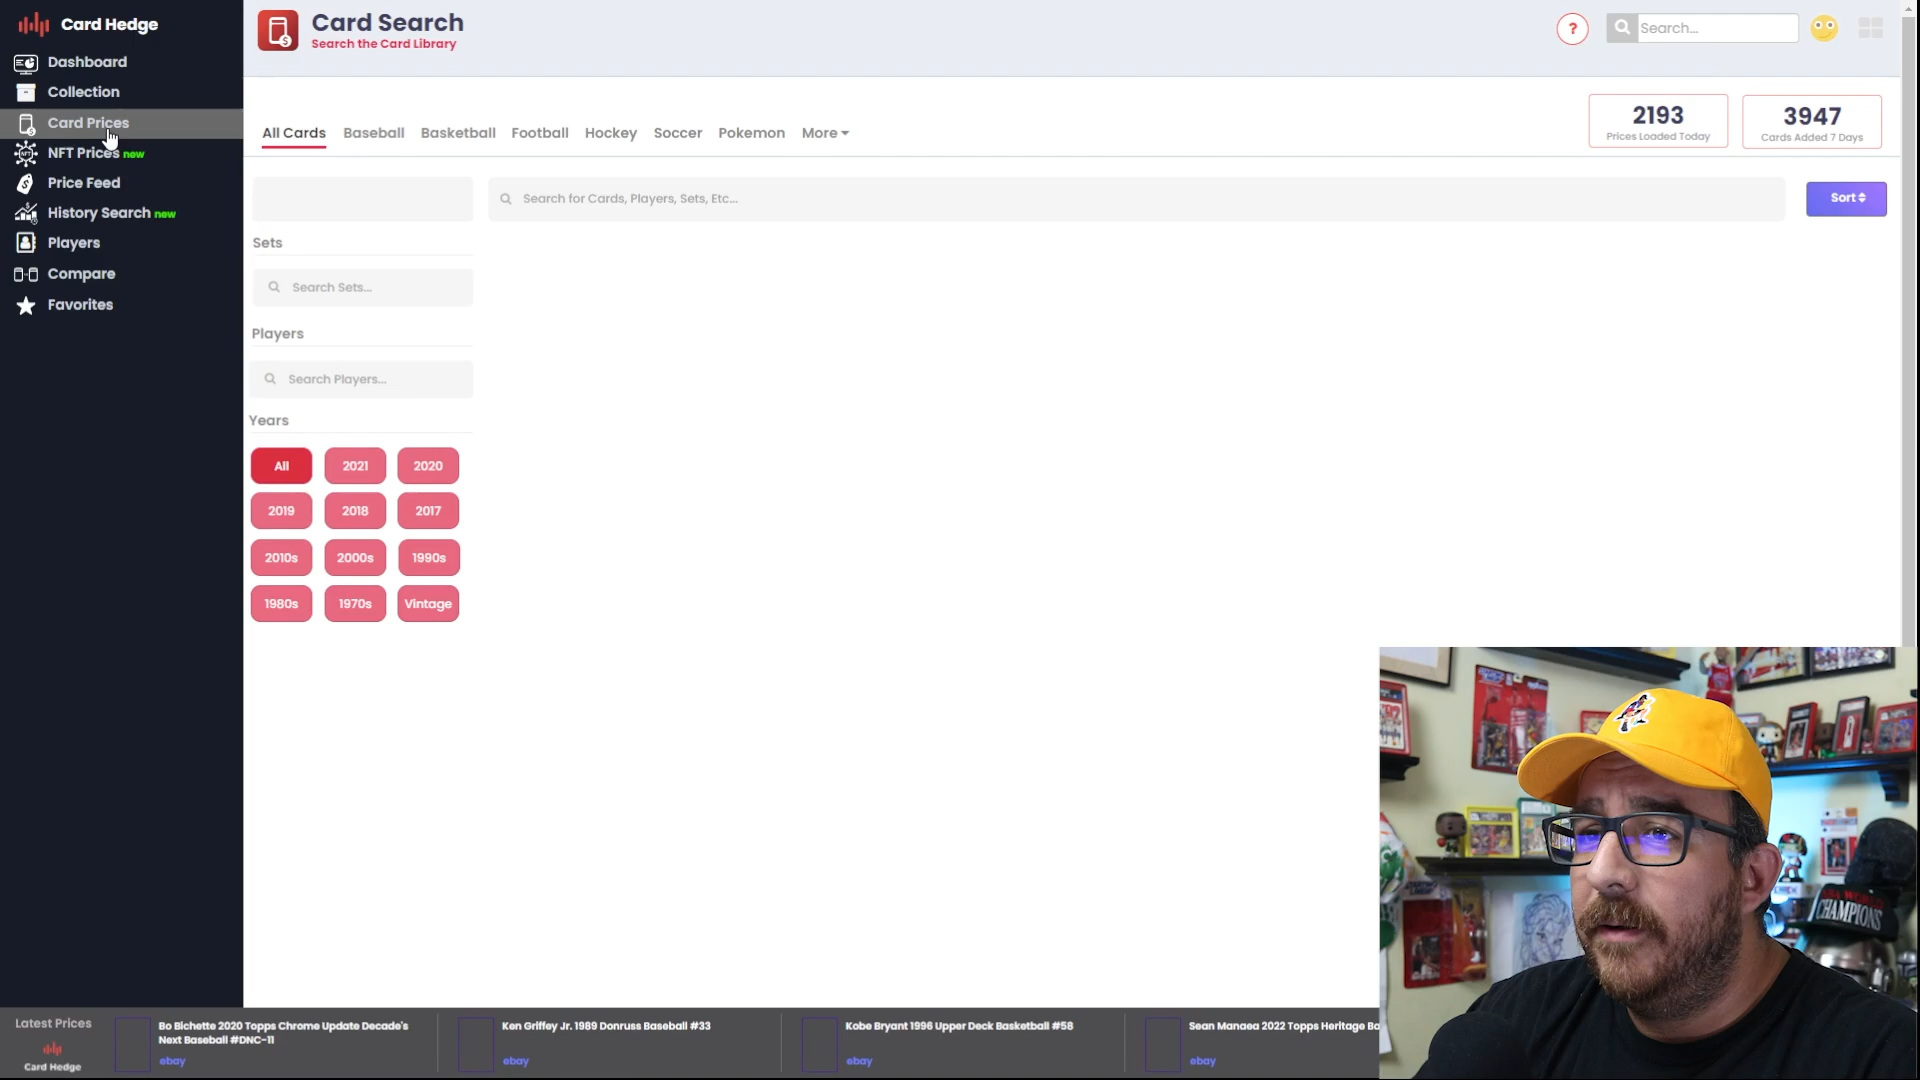 Card Hedge
Dashboard
Collection
Card Prices
NFT Prices new
Price Feed
History Search new
Players
Compare
Favorites
Card Search
Search the Card Library
?
Search...
All Cards
Baseball
Basketball
Football
Hockey
Soccer
Pokemon
More
2193
Prices Loaded Today
3947
Cards Added 7 Days
Search for Cards, Players, Sets, Etc...
Sort
Sets
Search Sets...
Players
Search Players...
Years
All
2021
2020
2019
2018
2017
2010s
2000s
1990s
1980s
1970s
Vintage
CHAMPIONS
Latest Prices
Card Hedge
Bo Bichette 2020 Topps Chrome Update Decade's
Next Baseball #DNC-11
ebay
Ken Griffey Jr. 1989 Donruss Baseball #33
ebay
Kobe Bryant 1996 Upper Deck Basketball #58
ebay
Sean Manaea 2022 Topps Heritage Ba
ebay